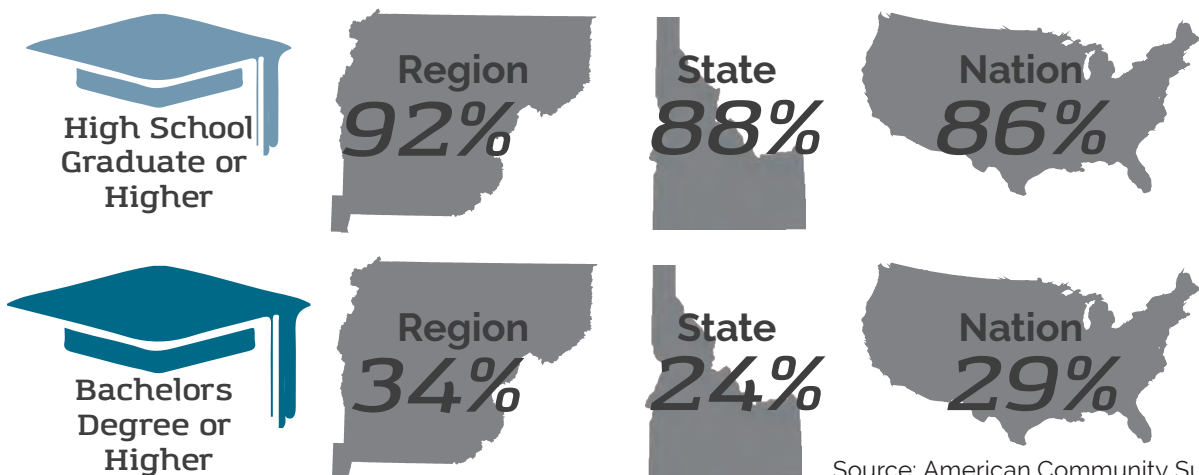 High School
Graduate or
Higher
Region
92%
State
88%
Nation
86%
Bachelors
Degree or
Higher
Region
34%
State
24%
Nation
29%
Source: American Community